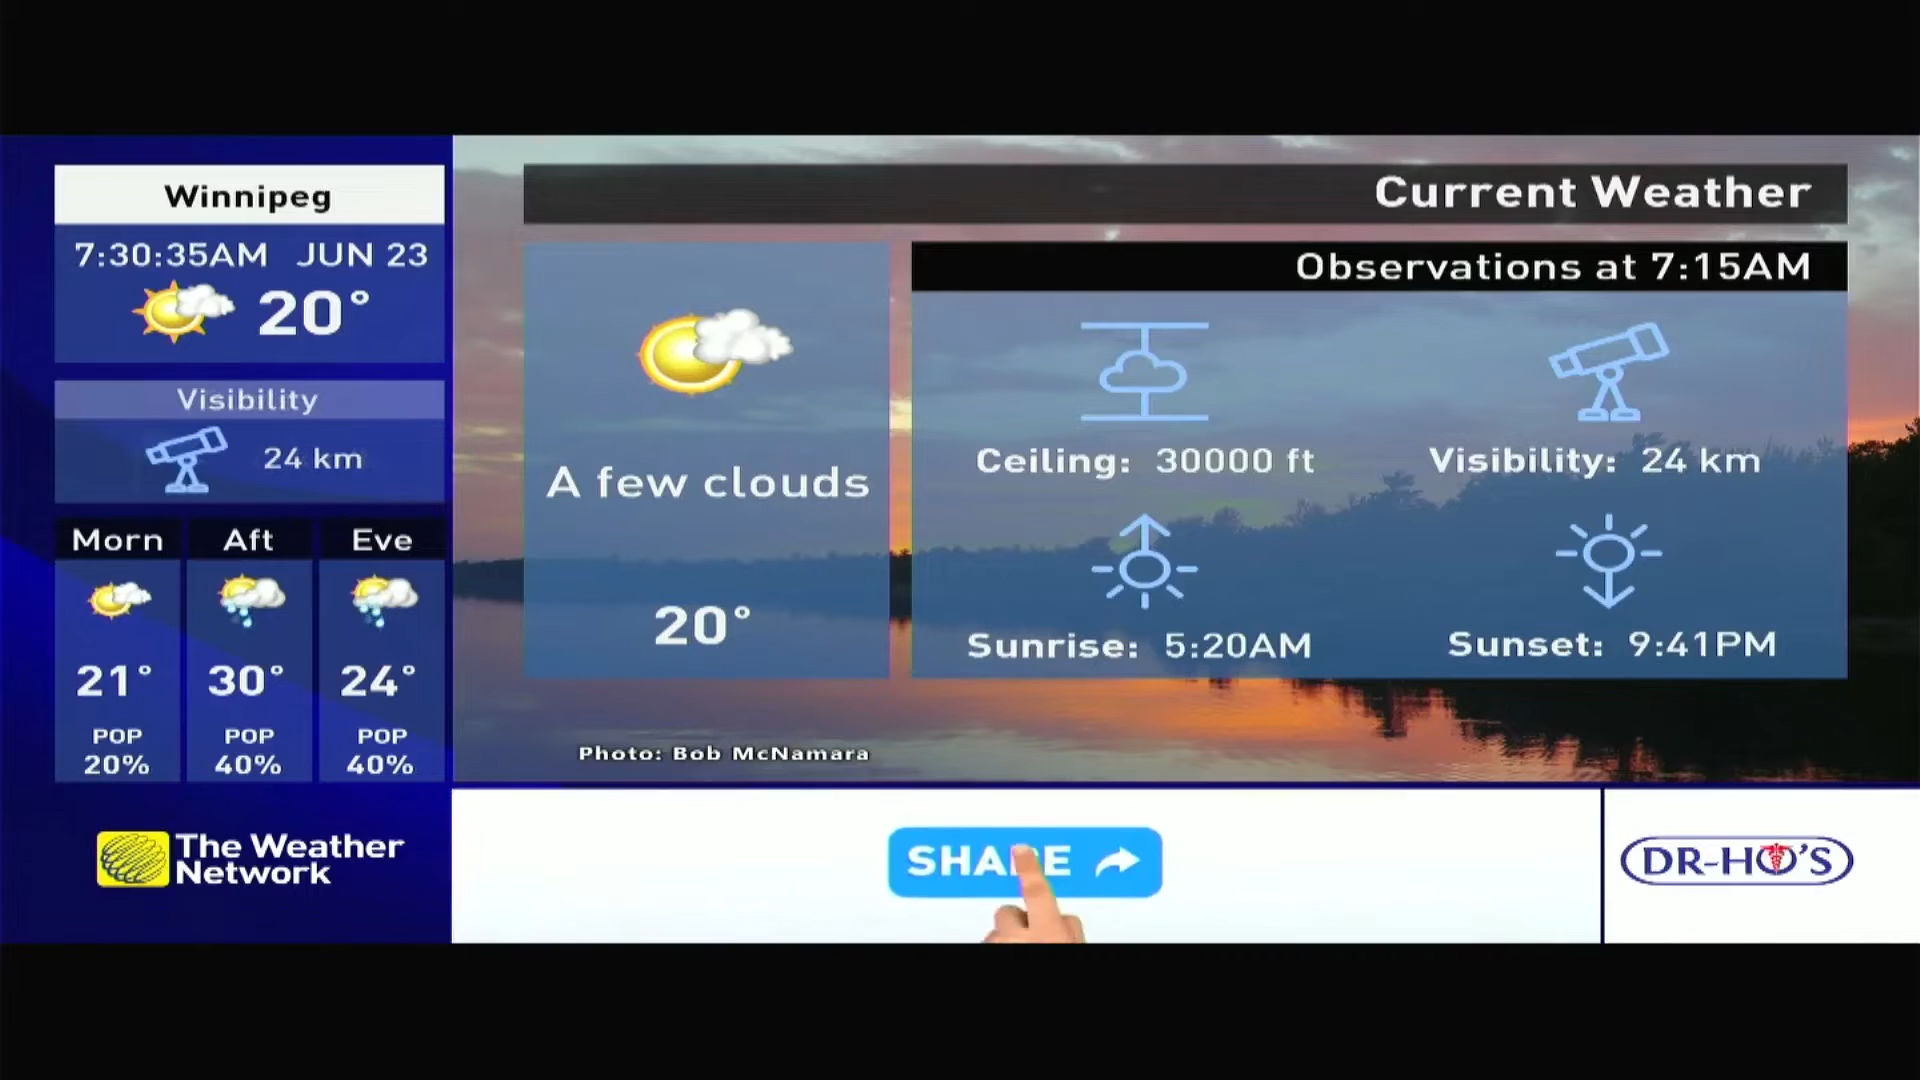 Winnipeg
7:30:35AM JUN 23
20°
Visibility
24 km
Morn Aft Eve
21° 30° 24°
POP POP POP
20% 40% 40%
The Weather
Network
Current Weather
A few clouds
20°
Observations at 7:15AM
Ceiling: 30000 ft
Visibility: 24 km
Sunrise: 5:20AM
Sunset: 9:41PM
Photo: Bob McNamara
SHARE
DR-HO'S